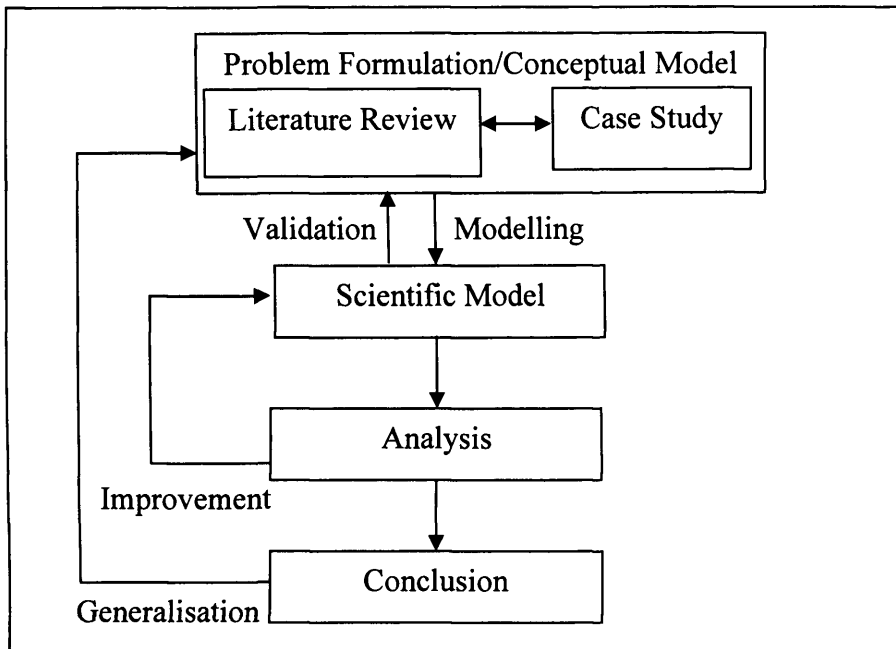 Problem Formulation/Conceptual Model
Literature Review
Case Study
Validation
Modelling
Scientific Model
Analysis
Improvement
Conclusion
Generalisation